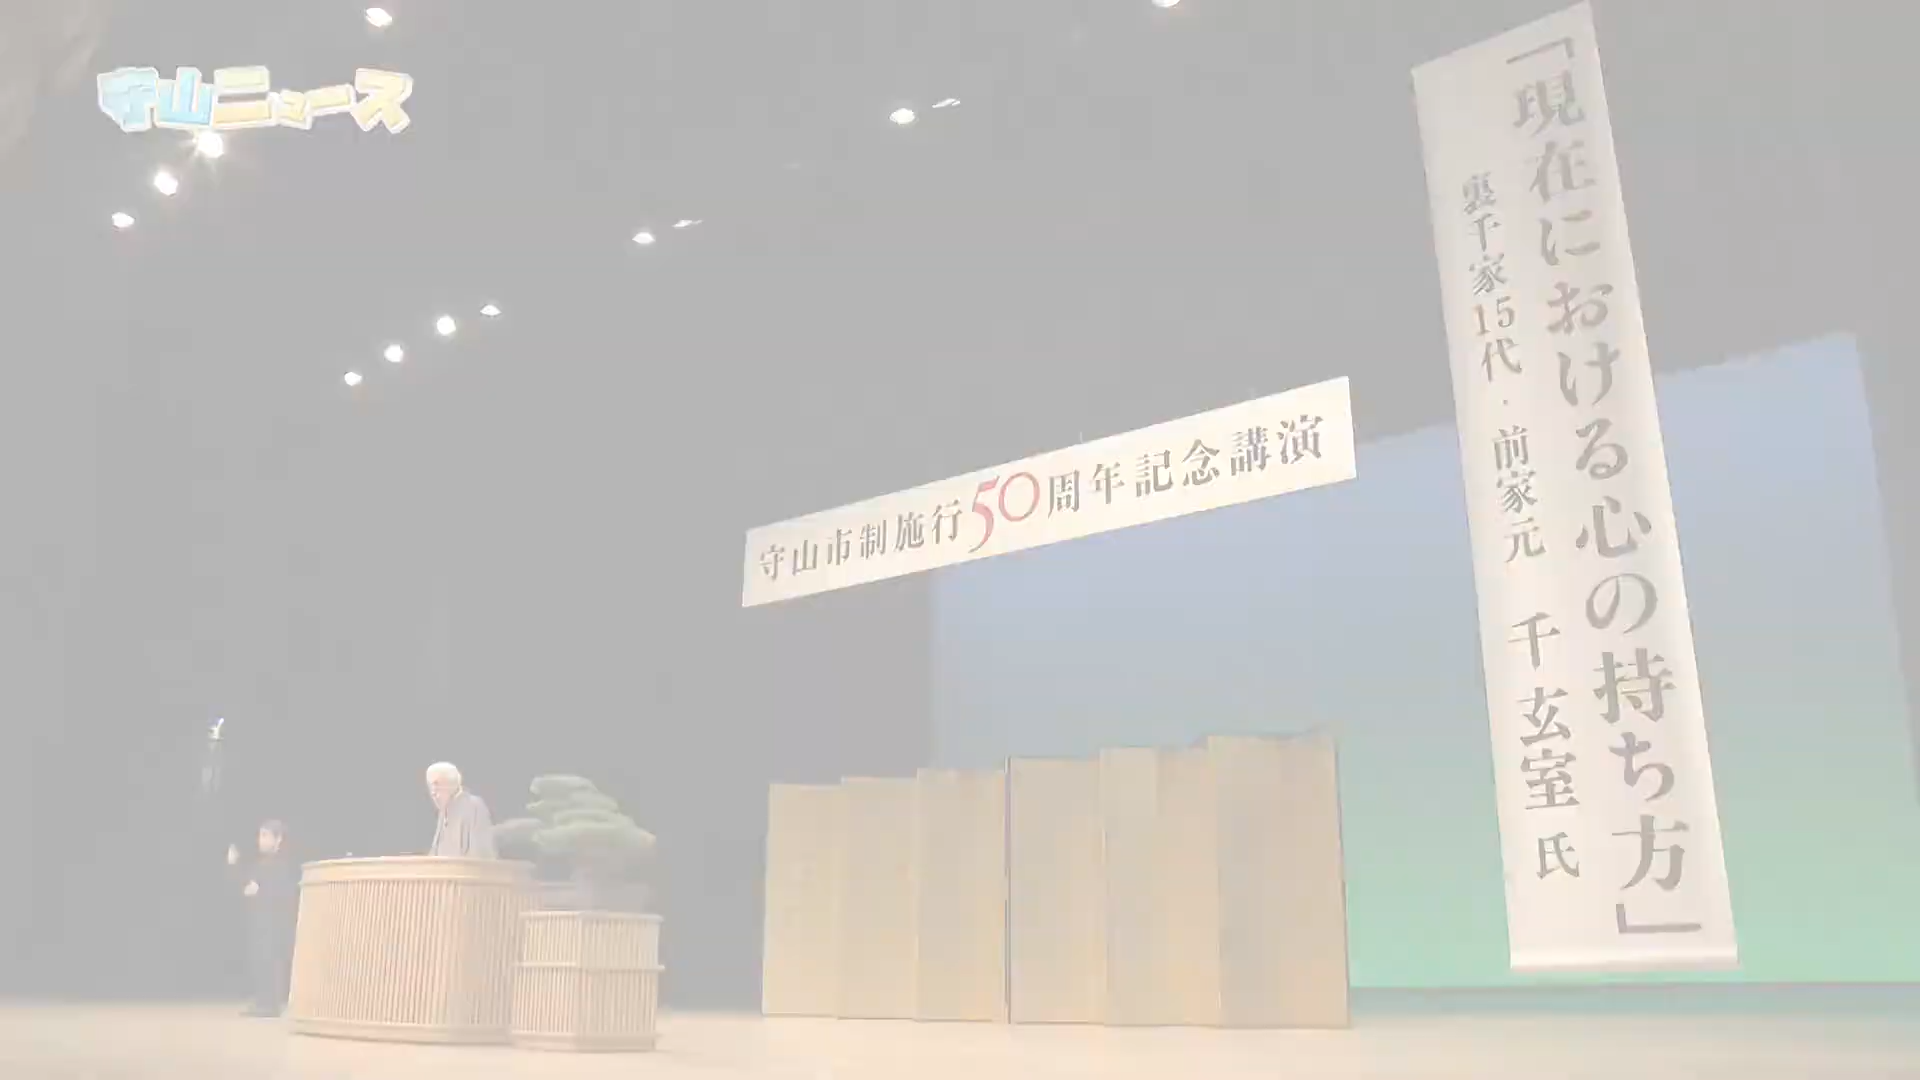 守山ニュース
守山市制施行50周年記念講演
「現在における心の持ち方」
裏千家15代・前家元 千玄室氏